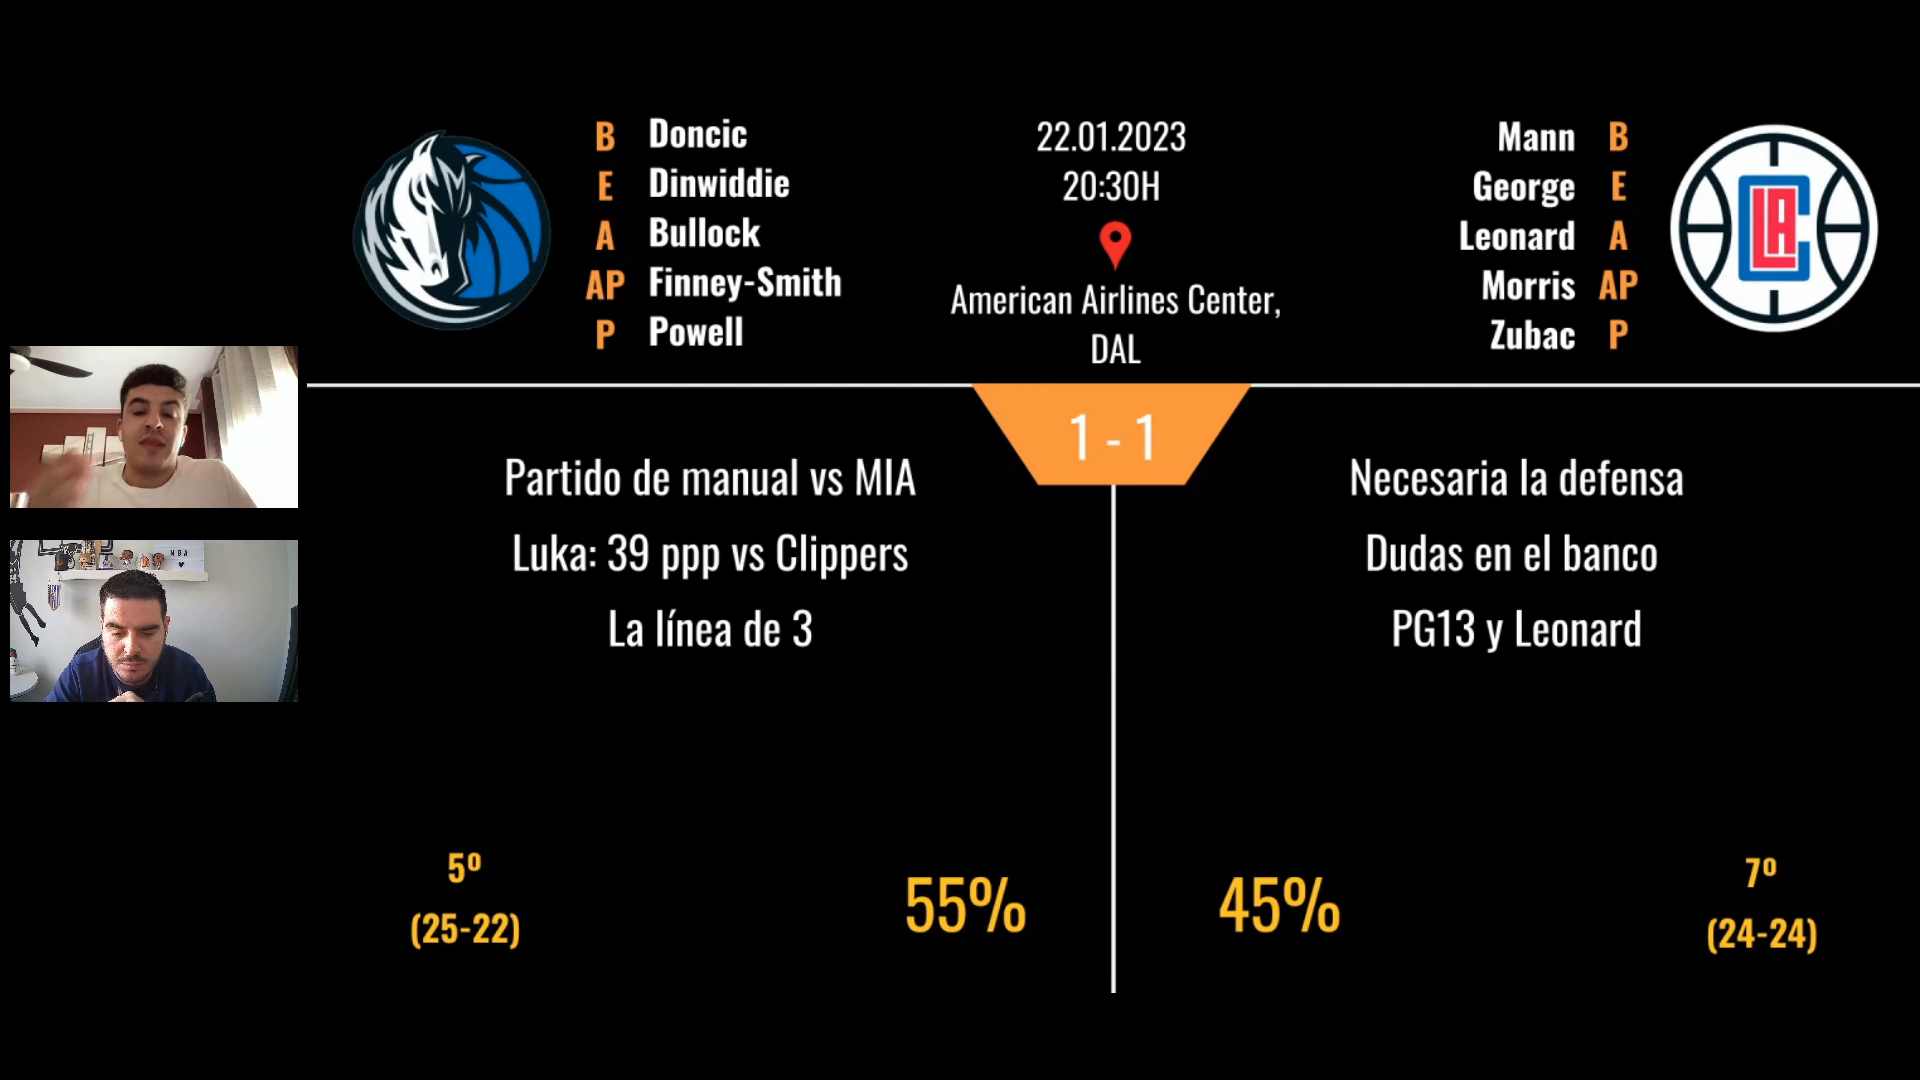 B Doncic
E Dinwiddie
A Bullock
AP Finney-Smith
P Powell
22.01.2023
20:30H
American Airlines Center,
DAL
Mann B
George E
Leonard A
Morris AP
Zubac P
LAC
1 - 1
Partido de manual vs MIA
Luka: 39 ppp vs Clippers
La línea de 3
Necesaria la defensa
Dudas en el banco
PG13 y Leonard
NBA
5º
(25-22)
55%
45%
7º
(24-24)